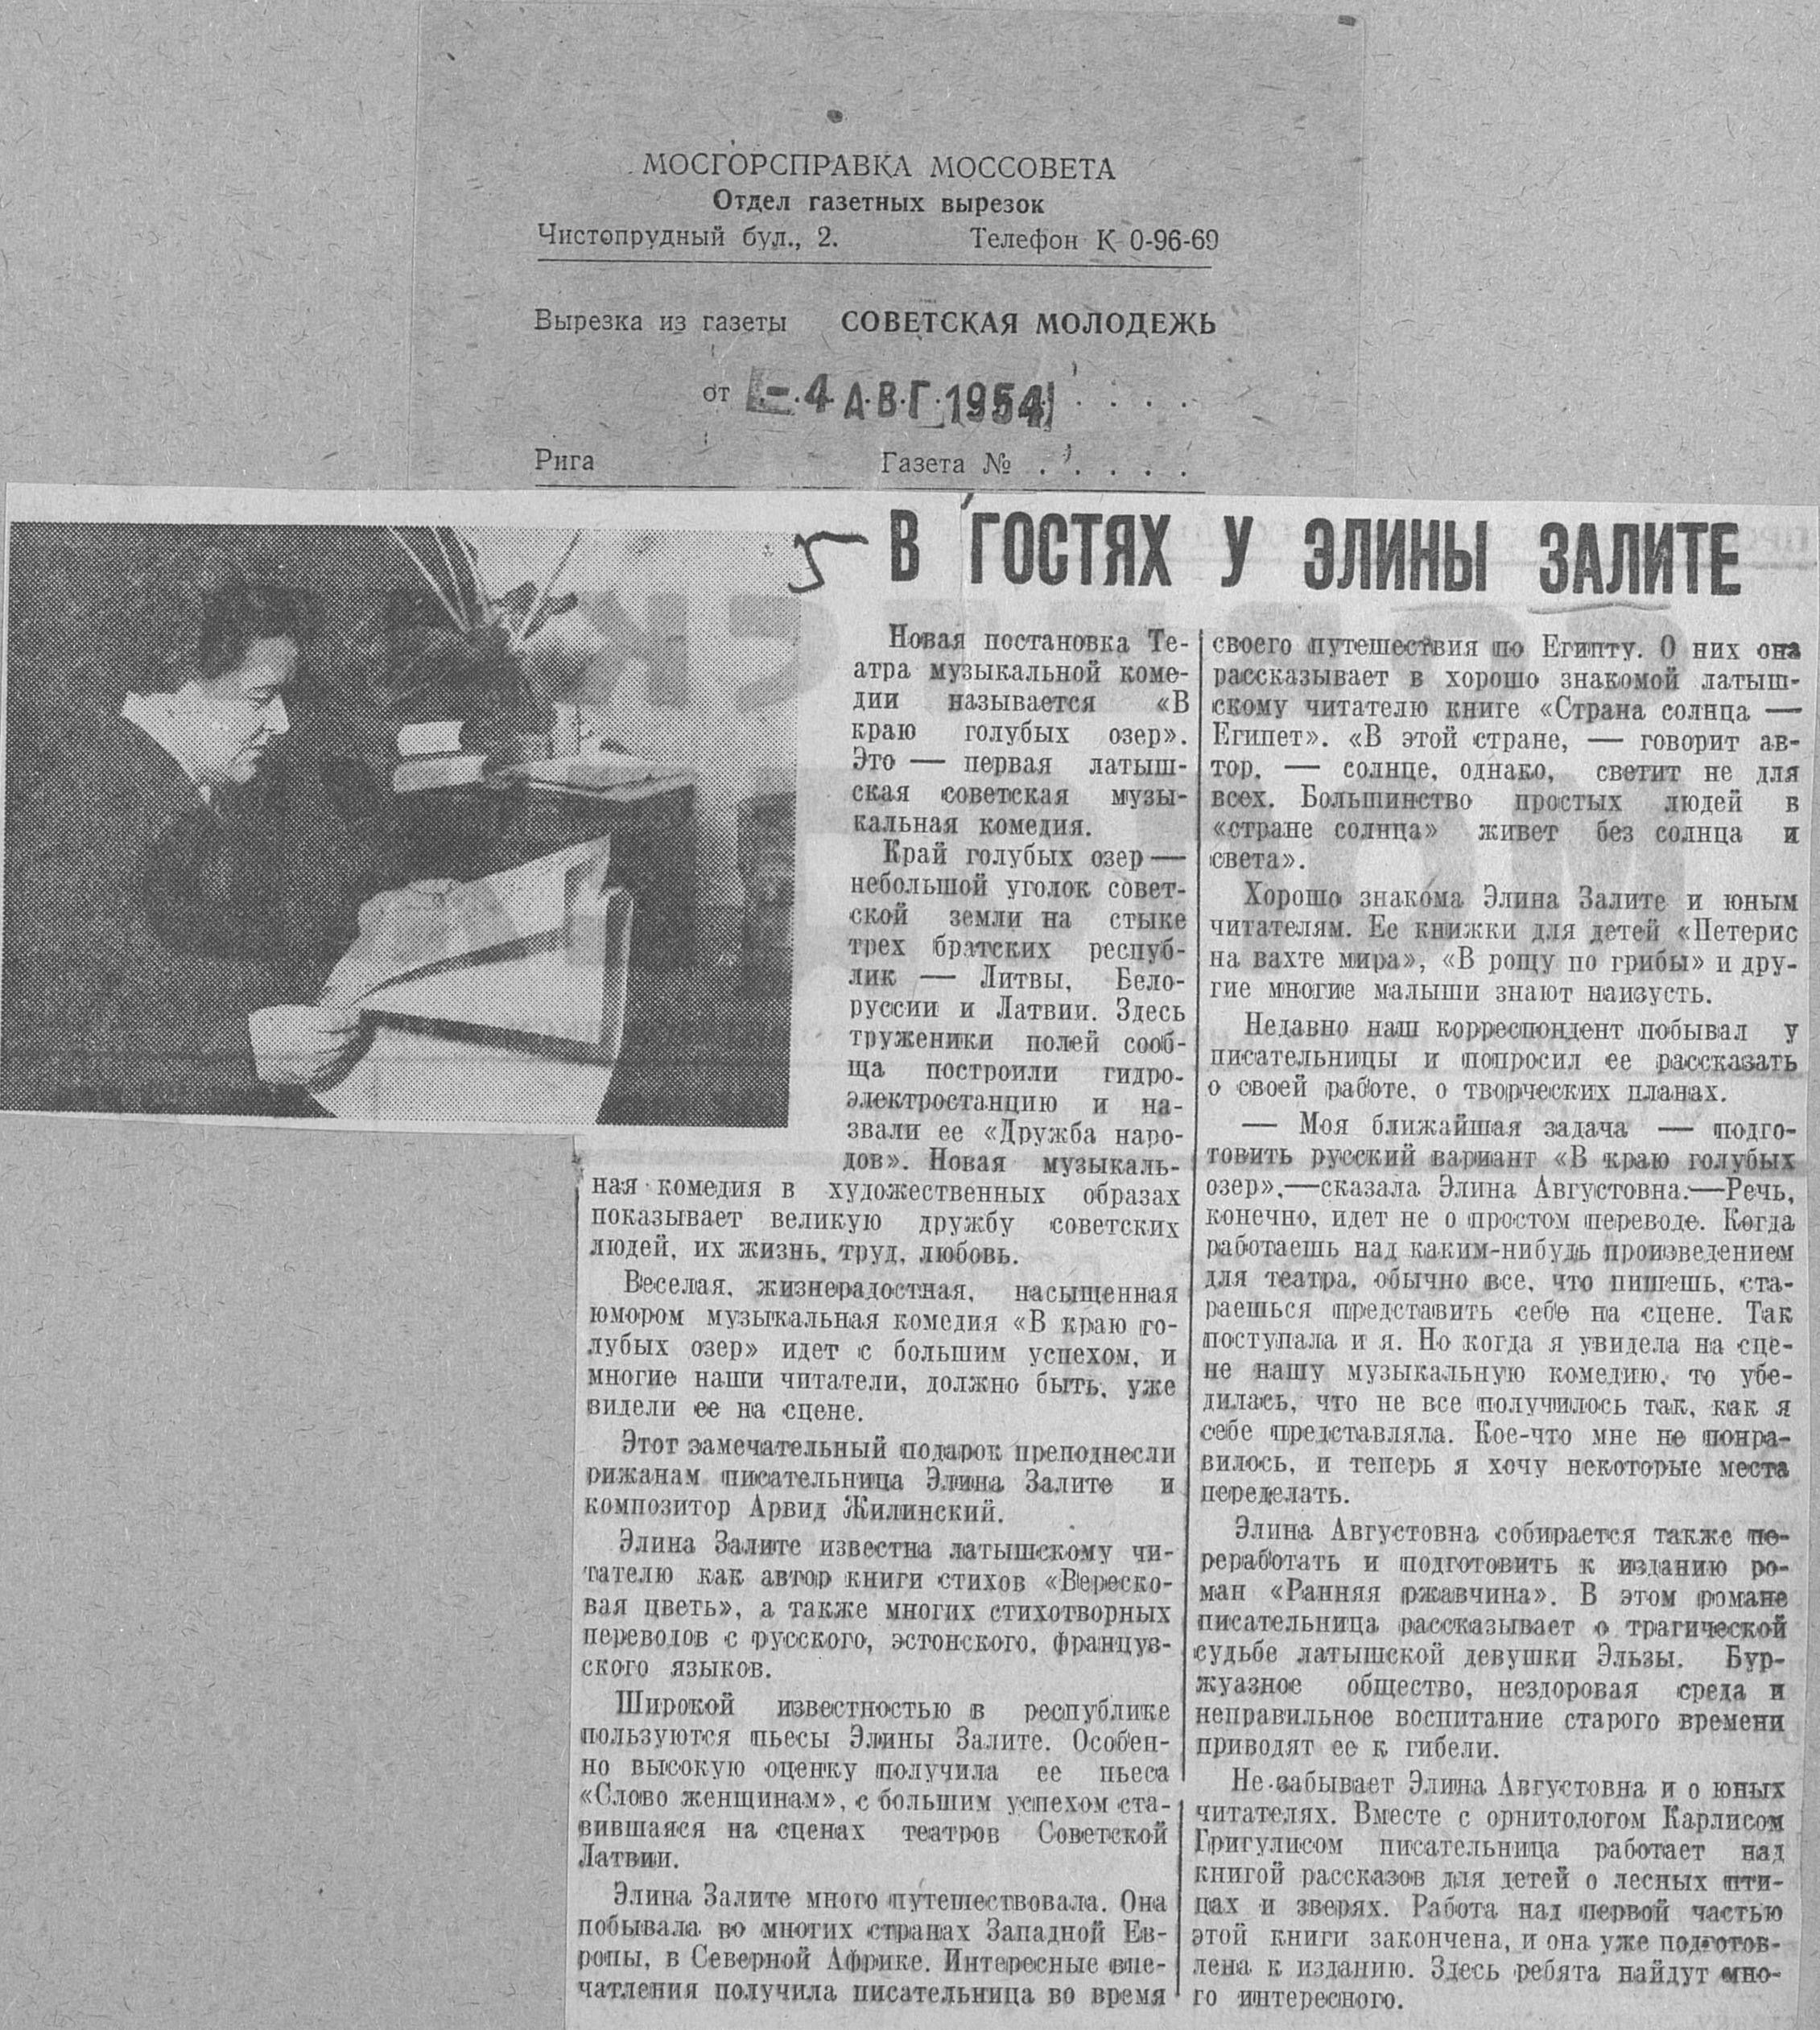 МОСГОРСПРАВКА МОССОВЕТА
Отдел газетных вырезок
Чистопрудный бул., 2. Телефон К 0-96-69
Вырезка из газеты СОВЕТСКАЯ МОЛОДЕЖЬ
от -4 АВГ 1954
Рига Газета № . . . . .
В ГОСТЯХ У ЭЛИНЫ ЗАЛИТЕ
Новая постановка Те-
атра музыкальной коме-
дии называется «В
краю голубых озер».
Это — первая латыш-
ская советская музы-
кальная комедия.
Край голубых озер —
небольшой уголок совет-
ской земли на стыке
трех братских респуб-
лик — Литвы, Бело-
руссии и Латвии. Здесь
труженики полей сооб-
ща построили гидро-
электростанцию и на-
звали ее «Дружба наро-
дов». Новая музыкаль-
ная комедия в художественных образах
показывает великую дружбу советских
людей, их жизнь, труд, любовь.
Веселая, жизнерадостная, насыщенная
юмором музыкальная комедия «В краю го-
лубых озер» идет с большим успехом, и
многие наши читатели, должно быть, уже
видели ее на сцене.
Этот замечательный подарок преподнесли
рижанам писательница Элина Залите и
композитор Арвид Жилинский.
Элина Залите известна латышскому чи-
тателю как автор книги стихов «Вереско-
вая цветь», а также многих стихотворных
переводов с русского, эстонского, француз-
ского языков.
Широкой известностью в республике
пользуются пьесы Элины Залите. Особен-
но высокую оценку получила ее пьеса
«Слово женщинам», с большим успехом ста-
вившаяся на сценах театров Советской
Латвии.
Элина Залите много путешествовала. Она
побывала во многих странах Западной Ев-
ропы, в Северной Африке. Интересные впе-
чатления получила писательница во время
своего путешествия по Египту. О них она
рассказывает в хорошо знакомой латыш-
скому читателю книге «Страна солнца —
Египет». «В этой стране, — говорит ав-
тор, — солнце, однако, светит не для
всех. Большинство простых людей в
«стране солнца» живет без солнца и
света».
Хорошо знакома Элина Залите и юным
читателям. Ее книжки для детей «Петерис
на вахте мира», «В рощу по грибы» и дру-
гие многие малыши знают наизусть.
Недавно наш корреспондент побывал у
писательницы и попросил ее рассказать
о своей работе, о творческих планах.
— Моя ближайшая задача — подго-
товить русский вариант «В краю голубых
озер»,—сказала Элина Августовна.—Речь,
конечно, идет не о простом переводе. Когда
работаешь над каким-нибудь произведением
для театра, обычно все, что пишешь, ста-
раешься представить себе на сцене. Так
поступала и я. Но когда я увидела на сце-
не нашу музыкальную комедию, то убе-
дилась, что не все получилось так, как я
себе представляла. Кое-что мне не понра-
вилось, и теперь я хочу некоторые места
переделать.
Элина Августовна собирается также пе-
реработать и подготовить к изданию ро-
ман «Ранняя ржавчина». В этом романе
писательница рассказывает о трагической
судьбе латышской девушки Эльзы. Бур-
жуазное общество, нездоровая среда и
неправильное воспитание старого времени
приводят ее к гибели.
Не забывает Элина Августовна и о юных
читателях. Вместе с орнитологом Карлисом
Григулисом писательница работает над
книгой рассказов для детей о лесных пти-
цах и зверях. Работа над первой частью
этой книги закончена, и она уже подготов-
лена к изданию. Здесь ребята найдут мно-
го интересного.